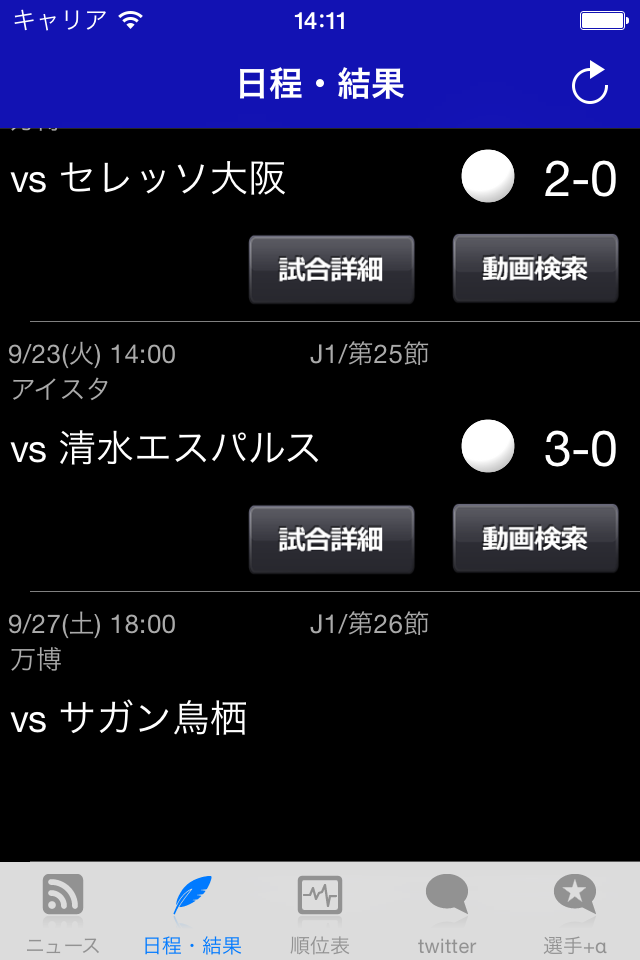 キャリア 14:11
日程・結果
vs セレッソ大阪 2-0
試合詳細 動画検索
9/23(火) 14:00 J1/第25節
アイスタ
vs 清水エスパルス 3-0
試合詳細 動画検索
9/27(土) 18:00 J1/第26節
万博
vs サガン鳥栖
ニュース 日程・結果 順位表 twitter 選手+α